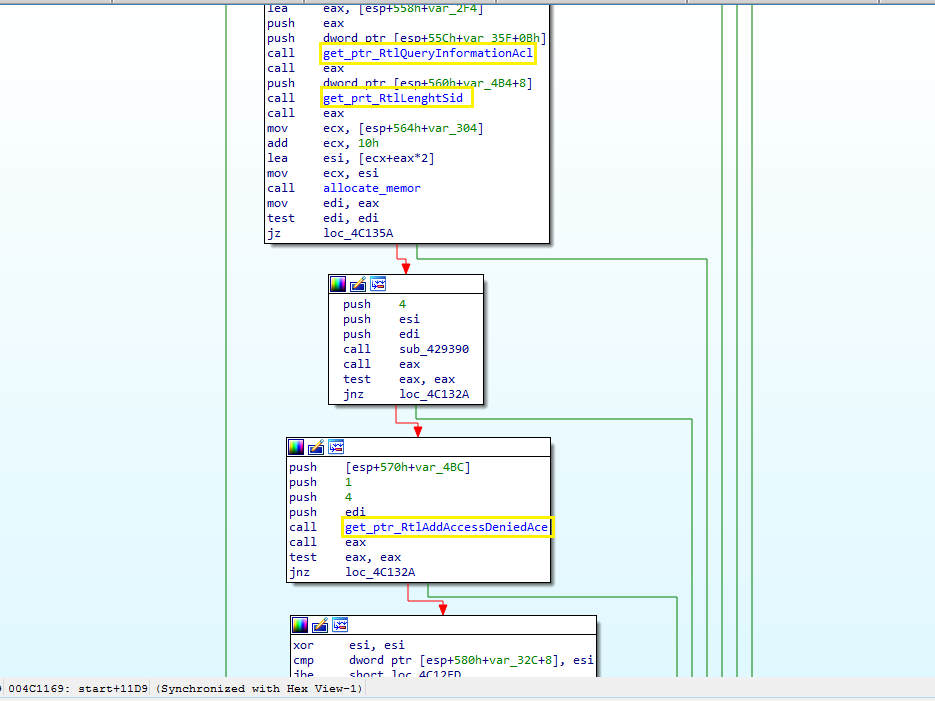 lea eax, [esp+558h+var_2F4]
push eax
push dword ptr [esp+55Ch+var_35F+0Bh]
call get_ptr_RtlQueryInformationAcl
call eax
push dword ptr [esp+560h+var_4B4+8]
call get_prt_RtlLenghtSid
call eax
mov ecx, [esp+564h+var_304]
add ecx, 10h
lea esi, [ecx+eax*2]
mov ecx, esi
call allocate_memor
mov edi, eax
test edi, edi
jz loc_4C135A
push 4
push esi
push edi
call sub_429390
call eax
test eax, eax
jnz loc_4C132A
push [esp+570h+var_4BC]
push 1
push 4
push edi
call get_ptr_RtlAddAccessDeniedAce
call eax
test eax, eax
jnz loc_4C132A
xor esi, esi
cmp dword ptr [esp+580h+var_32C+8], esi
jbe short loc_4C12ED
004C1169: start+11D9 (Synchronized with Hex View-1)